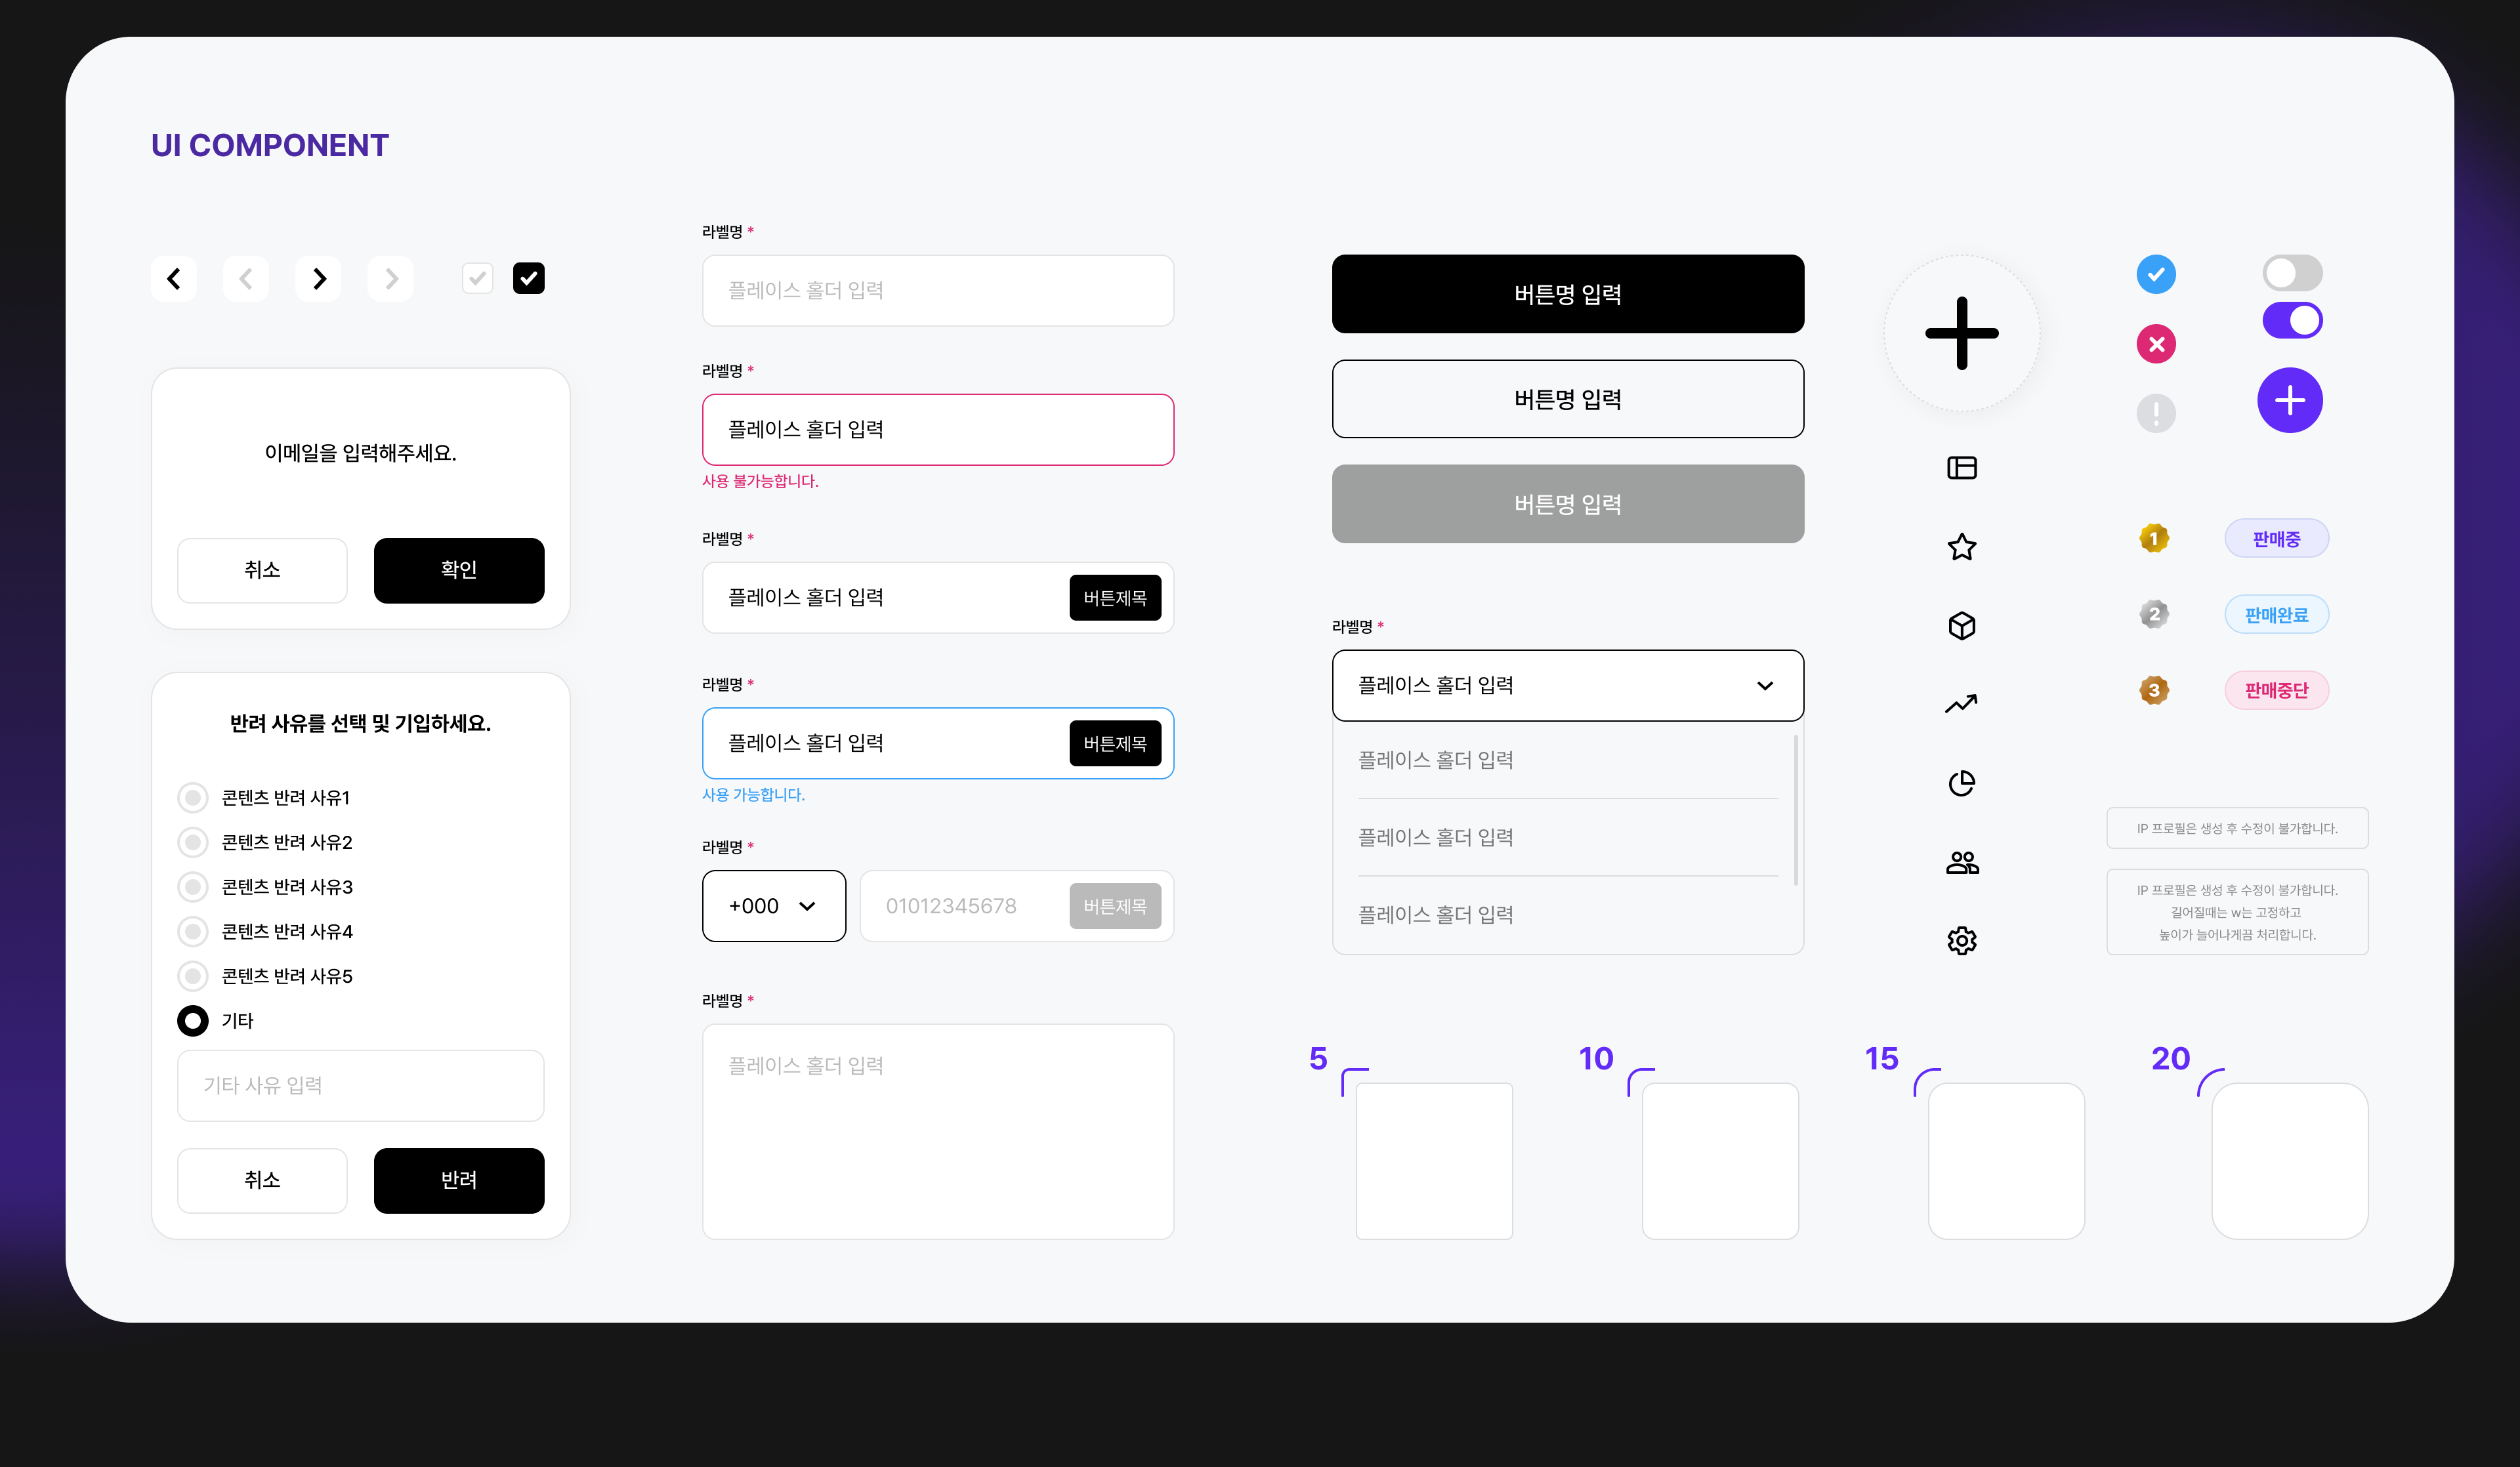 UI COMPONENT
이메일을 입력해주세요.
취소
확인
반려 사유를 선택 및 기입하세요.
콘텐츠 반려 사유1
콘텐츠 반려 사유2
콘텐츠 반려 사유3
콘텐츠 반려 사유4
콘텐츠 반려 사유5
기타
기타 사유 입력
취소
반려
라벨명 *
플레이스 홀더 입력
라벨명 *
플레이스 홀더 입력
사용 불가능합니다.
라벨명 *
플레이스 홀더 입력
버튼제목
라벨명 *
플레이스 홀더 입력
버튼제목
사용 가능합니다.
라벨명 *
+000
01012345678
버튼제목
라벨명 *
플레이스 홀더 입력
버튼명 입력
버튼명 입력
버튼명 입력
라벨명 *
플레이스 홀더 입력
플레이스 홀더 입력
플레이스 홀더 입력
플레이스 홀더 입력
1
판매중
2
판매완료
3
판매중단
IP 프로필은 생성 후 수정이 불가합니다.
IP 프로필은 생성 후 수정이 불가합니다.
길어질때는 w는 고정하고
높이가 늘어나게끔 처리합니다.
5
10
15
20